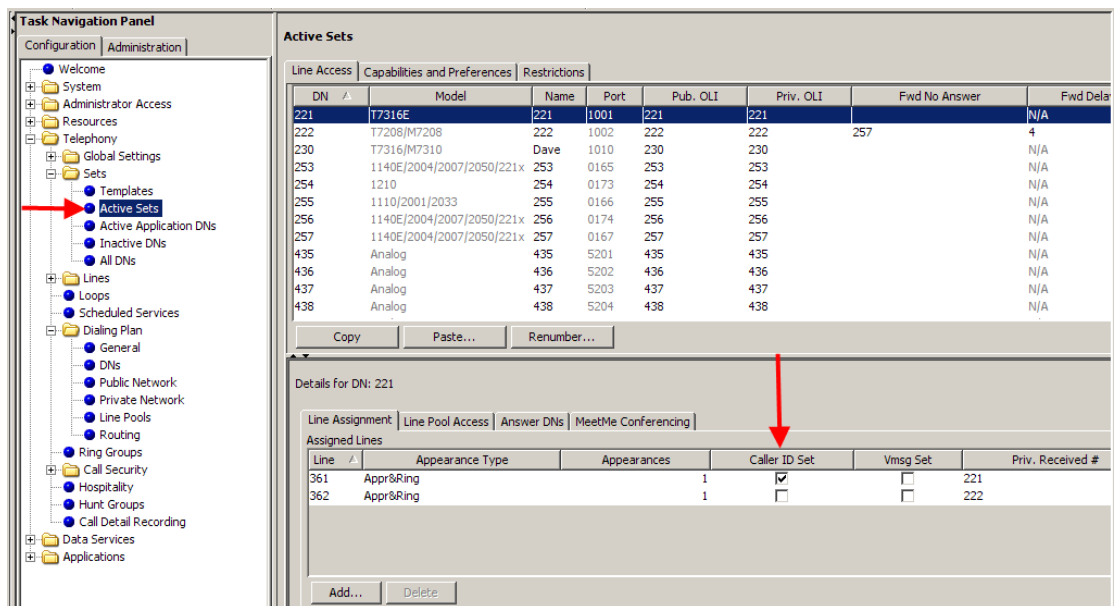 Task Navigation Panel
Configuration Administration
Welcome
System
Administrator Access
Resources
Telephony
Global Settings
Sets
Templates
Active Sets
Active Application DNs
Inactive DNs
All DNs
Lines
Loops
Scheduled Services
Dialing Plan
General
DNs
Public Network
Private Network
Line Pools
Routing
Ring Groups
Call Security
Hospitality
Hunt Groups
Call Detail Recording
Data Services
Applications
Active Sets
Line Access Capabilities and Preferences Restrictions
DN Model Name Port Pub. OLI Priv. OLI Fwd No Answer Fwd Delay
221 T7316E 221 1001 221 221 N/A
222 T7208/M7208 222 1002 222 222 257 4
230 T7316/M7310 Dave 1010 230 230 N/A
253 1140E/2004/2007/2050/221x 253 0165 253 253 N/A
254 1210 254 0173 254 254 N/A
255 1110/2001/2033 255 0166 255 255 N/A
256 1140E/2004/2007/2050/221x 256 0174 256 256 N/A
257 1140E/2004/2007/2050/221x 257 0167 257 257 N/A
435 Analog 435 5201 435 435 N/A
436 Analog 436 5202 436 436 N/A
437 Analog 437 5203 437 437 N/A
438 Analog 438 5204 438 438 N/A
Copy Paste... Renumber...
Details for DN: 221
Line Assignment Line Pool Access Answer DNs MeetMe Conferencing
Assigned Lines
Line Appearance Type Appearances Caller ID Set Vmsg Set Priv. Received #
361 Appr&Ring 1 221
362 Appr&Ring 1 222
Add... Delete